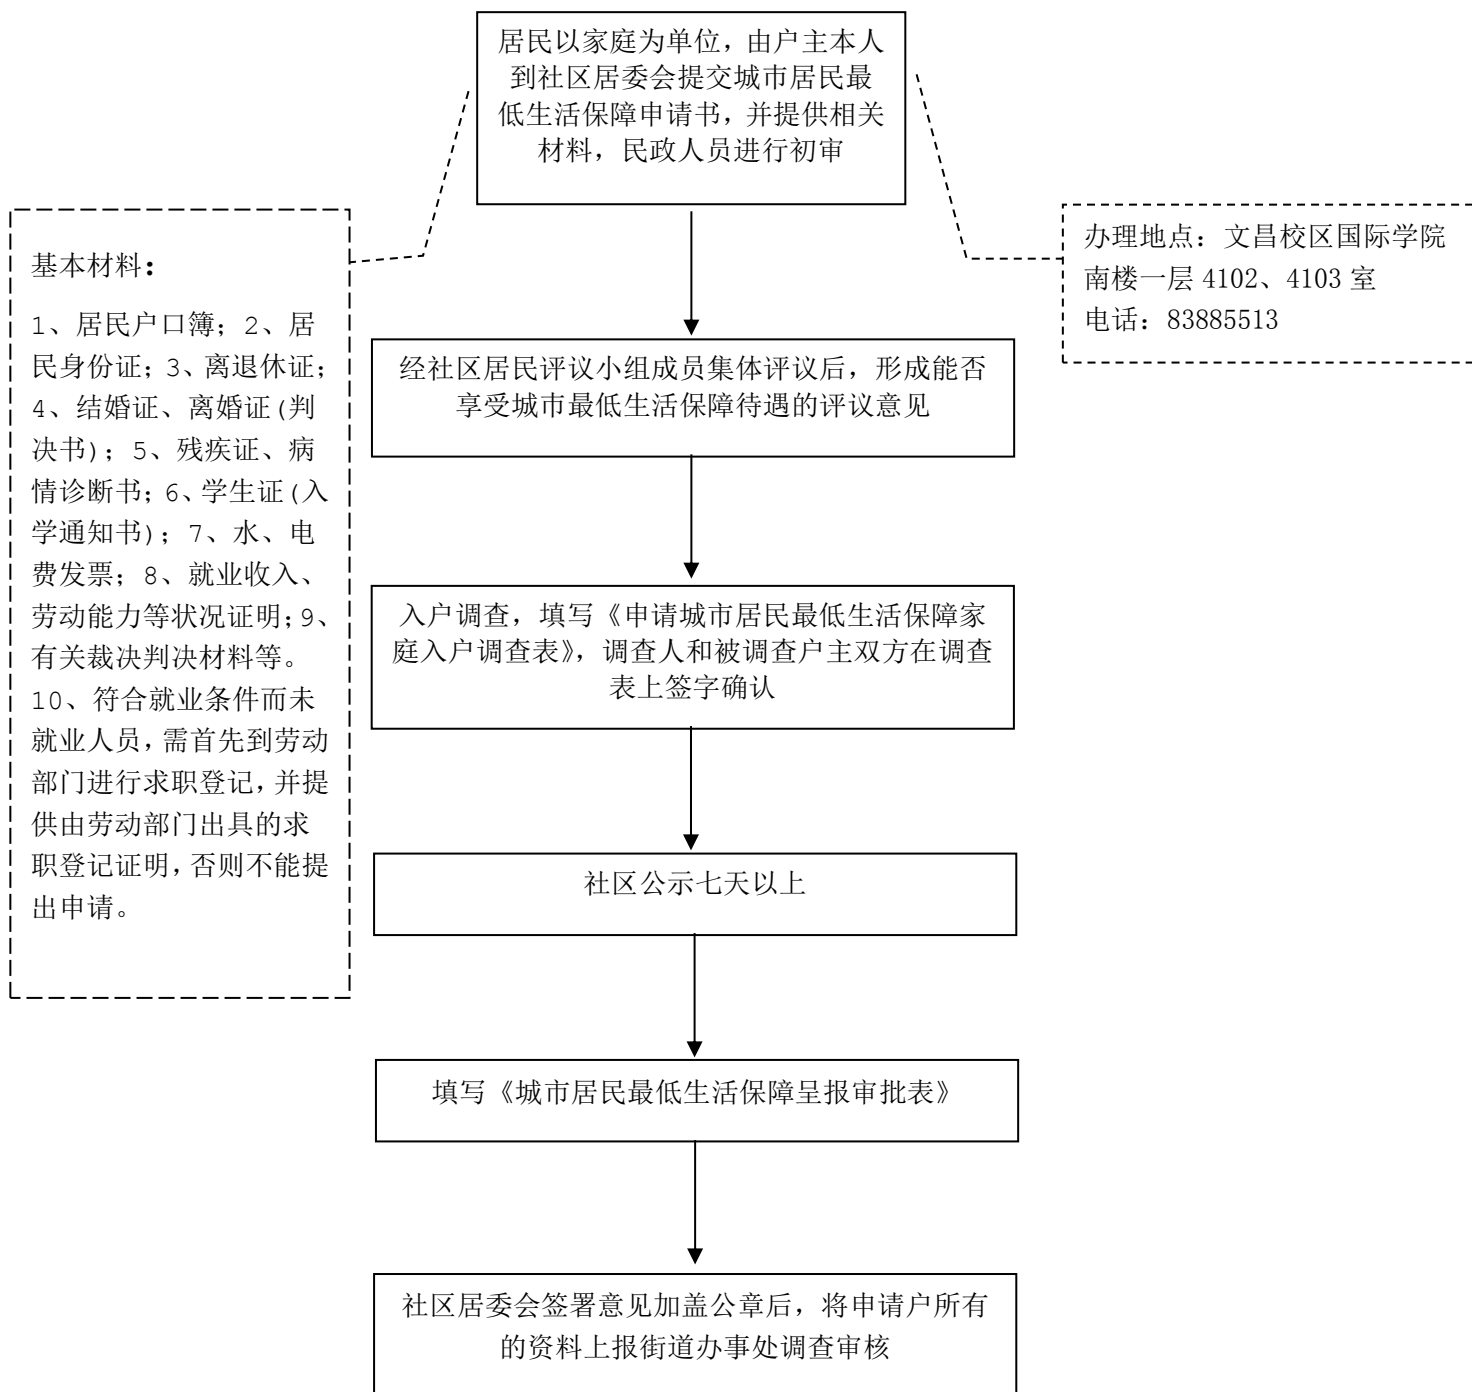 居民以家庭为单位，由户主本人
到社区居委会提交城市居民最
低生活保障申请书，并提供相关
材料，民政人员进行初审
基本材料：
1、居民户口簿；2、居
民身份证；3、离退休证；
4、结婚证、离婚证(判
决书)；5、残疾证、病
情诊断书；6、学生证(入
学通知书)；7、水、电
费发票；8、就业收入、
劳动能力等状况证明；9、
有关裁决判决材料等。
10、符合就业条件而未
就业人员，需首先到劳动
部门进行求职登记，并提
供由劳动部门出具的求
职登记证明，否则不能提
出申请。
办理地点：文昌校区国际学院
南楼一层 4102、4103 室
电话：83885513
经社区居民评议小组成员集体评议后，形成能否
享受城市最低生活保障待遇的评议意见
入户调查，填写《申请城市居民最低生活保障家
庭入户调查表》，调查人和被调查户主双方在调查
表上签字确认
社区公示七天以上
填写《城市居民最低生活保障呈报审批表》
社区居委会签署意见加盖公章后，将申请户所有
的资料上报街道办事处调查审核